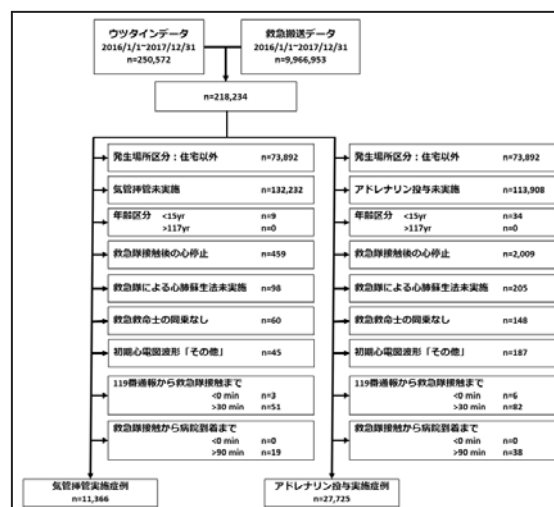 ウツタインデータ
2016/1/1~2017/12/31
n=250,572
救急搬送データ
2016/1/1~2017/12/31
n=9,966,953
n=218,234
発生場所区分：住宅以外 n=73,892
気管挿管未実施 n=132,232
年齢区分 <15yr n=9
>117yr n=0
救急隊接触後の心停止 n=459
救急隊による心肺蘇生法未実施 n=98
救急救命士の同乗なし n=60
初期心電図波形「その他」 n=45
119番通報から救急隊接触まで
<0 min n=3
>30 min n=51
救急隊接触から病院到着まで
<0 min n=0
>90 min n=19
気管挿管実施症例
n=11,366
発生場所区分：住宅以外 n=73,892
アドレナリン投与未実施 n=113,908
年齢区分 <15yr n=34
>117yr n=0
救急隊接触後の心停止 n=2,009
救急隊による心肺蘇生法未実施 n=205
救急救命士の同乗なし n=148
初期心電図波形「その他」 n=187
119番通報から救急隊接触まで
<0 min n=6
>30 min n=82
救急隊接触から病院到着まで
<0 min n=0
>90 min n=38
アドレナリン投与実施症例
n=27,725